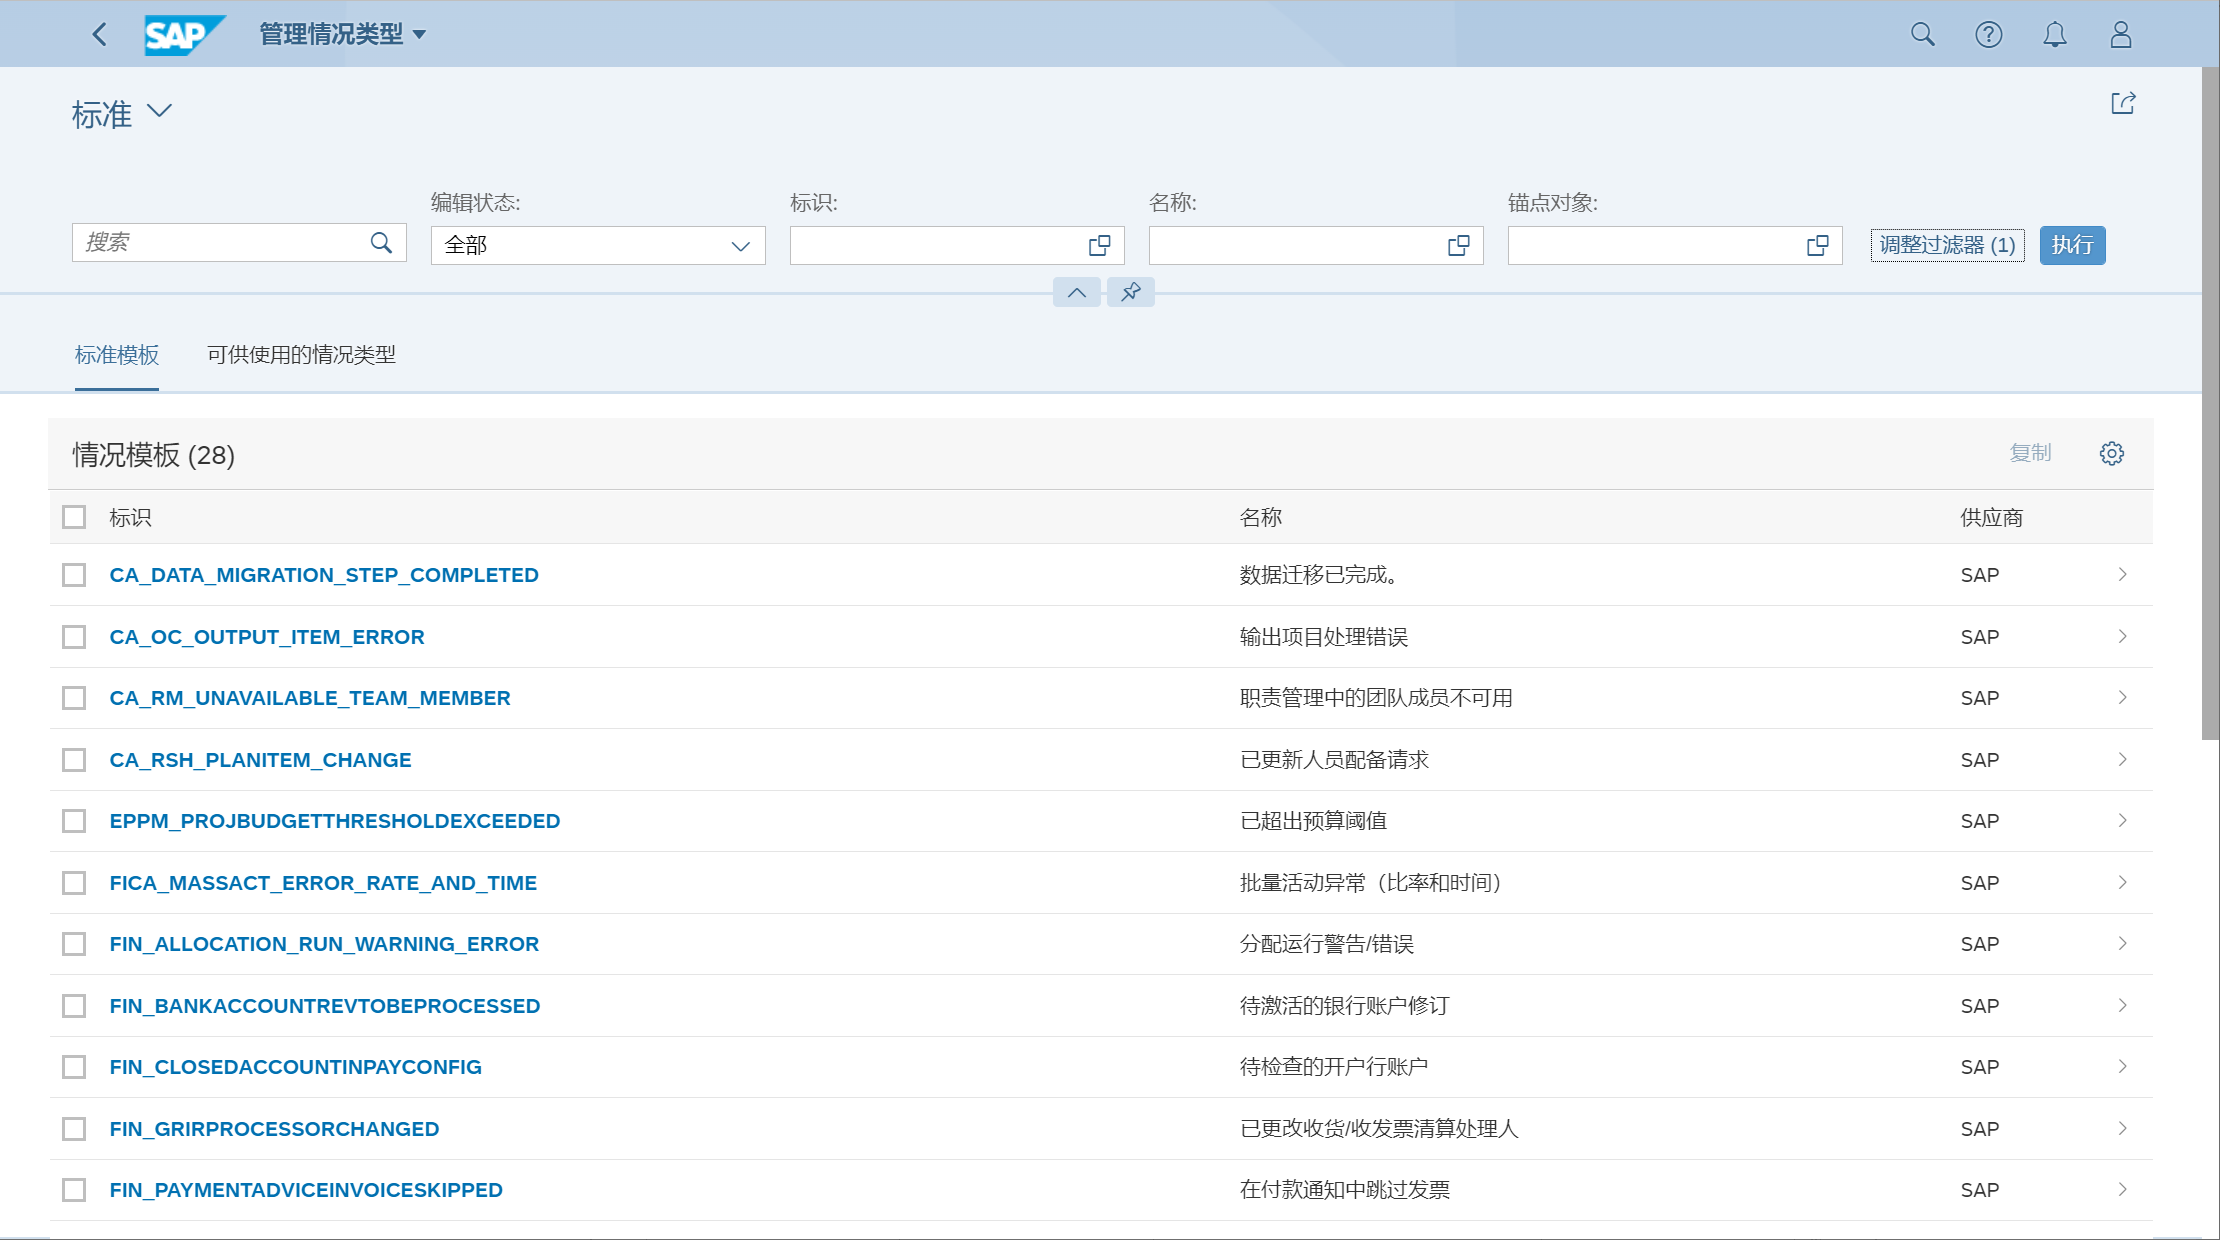 SAP 管理情况类型
标准
编辑状态: 标识: 名称: 锚点对象:
搜索 全部 调整过滤器 (1) 执行
标准模板 可供使用的情况类型
情况模板 (28) 复制
标识 名称 供应商
CA_DATA_MIGRATION_STEP_COMPLETED 数据迁移已完成。 SAP
CA_OC_OUTPUT_ITEM_ERROR 输出项目处理错误 SAP
CA_RM_UNAVAILABLE_TEAM_MEMBER 职责管理中的团队成员不可用 SAP
CA_RSH_PLANITEM_CHANGE 已更新人员配备请求 SAP
EPPM_PROJBUDGETTHRESHOLDEXCEEDED 已超出预算阈值 SAP
FICA_MASSACT_ERROR_RATE_AND_TIME 批量活动异常（比率和时间） SAP
FIN_ALLOCATION_RUN_WARNING_ERROR 分配运行警告/错误 SAP
FIN_BANKACCOUNTREVTOBEPROCESSED 待激活的银行账户修订 SAP
FIN_CLOSEDACCOUNTINPAYCONFIG 待检查的开户行账户 SAP
FIN_GRIRPROCESSORCHANGED 已更改收货/收发票清算处理人 SAP
FIN_PAYMENTADVICEINVOICESKIPPED 在付款通知中跳过发票 SAP